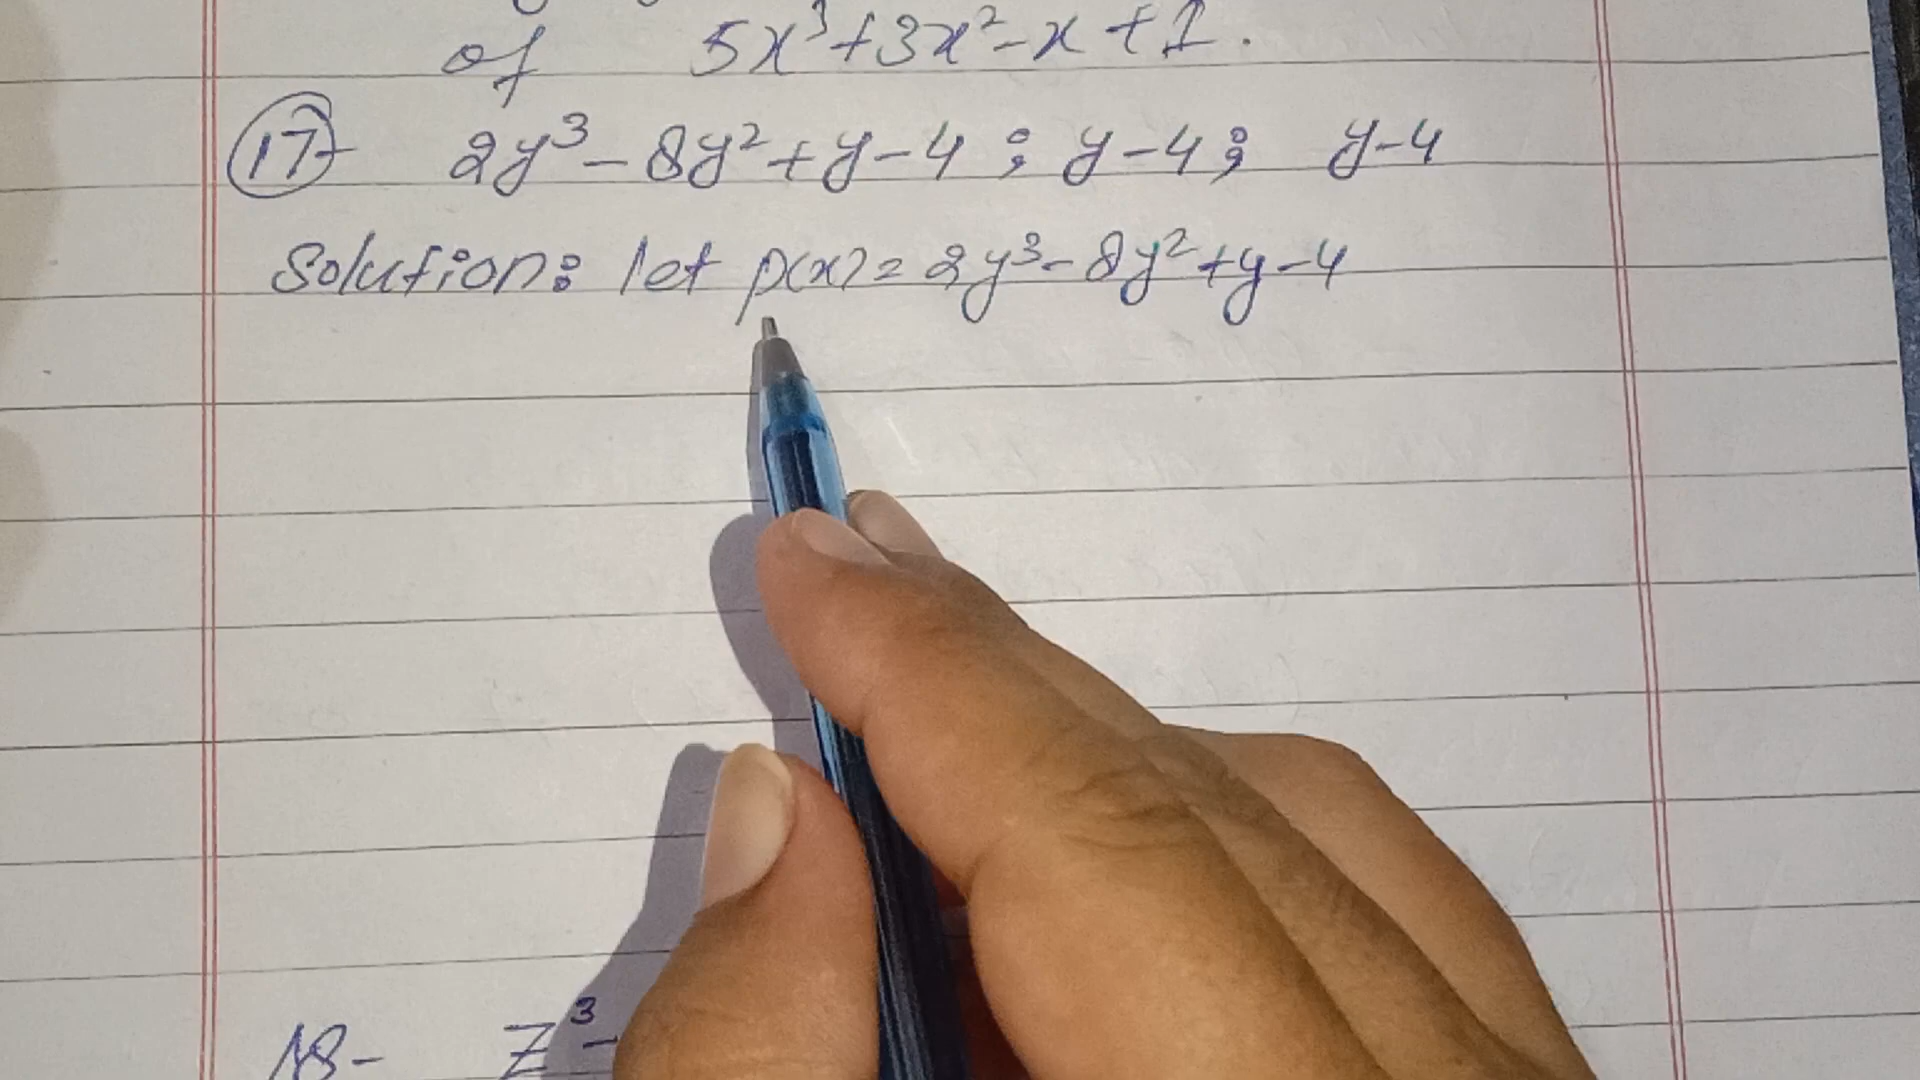 of 5x³+3x²-x+1.
17- 2y³-8y²+y-4; y-4; y-4
Solution: let p(x)=2y³-8y²+y-4
18- Z³-